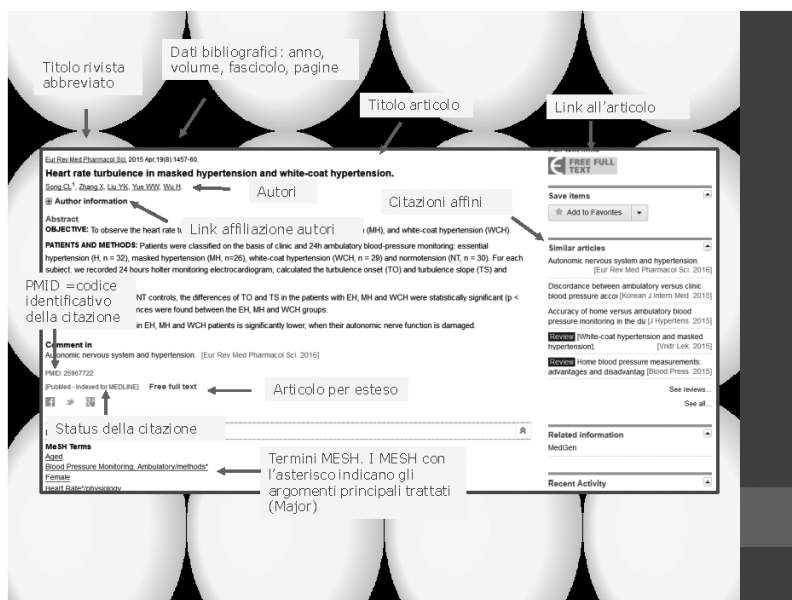 Titolo rivista
abbreviato
Dati bibliografici: anno,
volume, fascicolo, pagine
Titolo articolo
Link all'articolo
Eur Rev Med Pharmacol Sci. 2015 Apr;19(8):1457-60.
Heart rate turbulence in masked hypertension and white-coat hypertension.
Song CL1, Zhang X, Liu YK, Yue WW, Wu H.
Autori
Author information
Link affiliazione autori
Citazioni affini
Abstract
OBJECTIVE: To observe the heart rate tu (MH), and white-coat hypertension (WCH).
PATIENTS AND METHODS: Patients were classified on the basis of clinic and 24h ambulatory blood-pressure monitoring: essential
hypertension (H, n = 32), masked hypertension (MH, n=26), white-coat hypertension (WCH, n = 29) and normotension (NT, n = 30). For each
subject, we recorded 24 hours holter monitoring electrocardiogram, calculated the turbulence onset (TO) and turbulence slope (TS) and
PMID =codice
identificativo
della citazione
NT controls, the differences of TO and TS in the patients with EH, MH and WCH were statistically significant (p <
nces were found between the EH, MH and WCH groups.
in EH, MH and WCH patients is significantly lower, when their autonomic nerve function is damaged.
Comment in
Autonomic nervous system and hypertension. [Eur Rev Med Pharmacol Sci. 2016]
PMID: 25967722
[PubMed - indexed for MEDLINE] Free full text
Articolo per esteso
Status della citazione
MeSH Terms
Aged
Blood Pressure Monitoring, Ambulatory/methods*
Female
Heart Rate*/physiology
Termini MESH. I MESH con
l'asterisco indicano gli
argomenti principali trattati
(Major)
FREE FULL
TEXT
Save items
Add to Favorites
Similar articles
Autonomic nervous system and hypertension.
[Eur Rev Med Pharmacol Sci. 2016]
Discordance between ambulatory versus clinic
blood pressure accor [Korean J Intern Med. 2015]
Accuracy of home versus ambulatory blood
pressure monitoring in the dia [J Hypertens. 2015]
Review [White-coat hypertension and masked
hypertension]. [Vnitr Lek. 2015]
Review Home blood pressure measurements:
advantages and disadvantag [Blood Press. 2015]
See reviews...
See all...
Related information
MedGen
Recent Activity